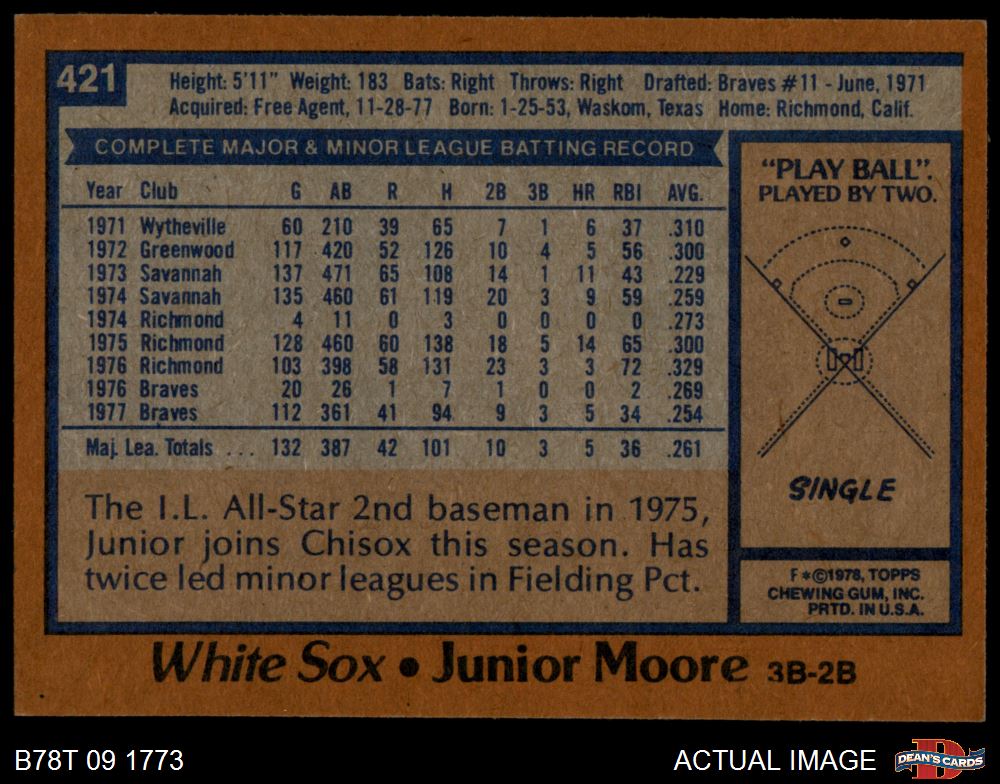 421
Height: 5'11" Weight: 183 Bats: Right Throws: Right Drafted: Braves #11 - June, 1971
Acquired: Free Agent, 11-28-77 Born: 1-25-53, Waskom, Texas Home: Richmond, Calif.
COMPLETE MAJOR & MINOR LEAGUE BATTING RECORD
Year Club G AB R H 2B 3B HR RBI AVG.
1971 Wytheville 60 210 39 65 7 1 6 37 .310
1972 Greenwood 117 420 52 126 10 4 5 56 .300
1973 Savannah 137 471 65 108 14 1 11 43 .229
1974 Savannah 135 460 61 119 20 3 9 59 .259
1974 Richmond 4 11 0 3 0 0 0 0 .273
1975 Richmond 128 460 60 138 18 5 14 65 .300
1976 Richmond 103 398 58 131 23 3 3 72 .329
1976 Braves 20 26 1 7 1 0 0 2 .269
1977 Braves 112 361 41 94 9 3 5 34 .254
Maj. Lea. Totals ... 132 387 42 101 10 3 5 36 .261
The I.L. All-Star 2nd baseman in 1975,
Junior joins Chisox this season. Has
twice led minor leagues in Fielding Pct.
"PLAY BALL".
PLAYED BY TWO.
SINGLE
F*©1978, TOPPS
CHEWING GUM, INC.
PRTD. IN U.S.A.
White Sox • Junior Moore 3B-2B
B78T 09 1773
ACTUAL IMAGE
D
DEAN'S CARDS